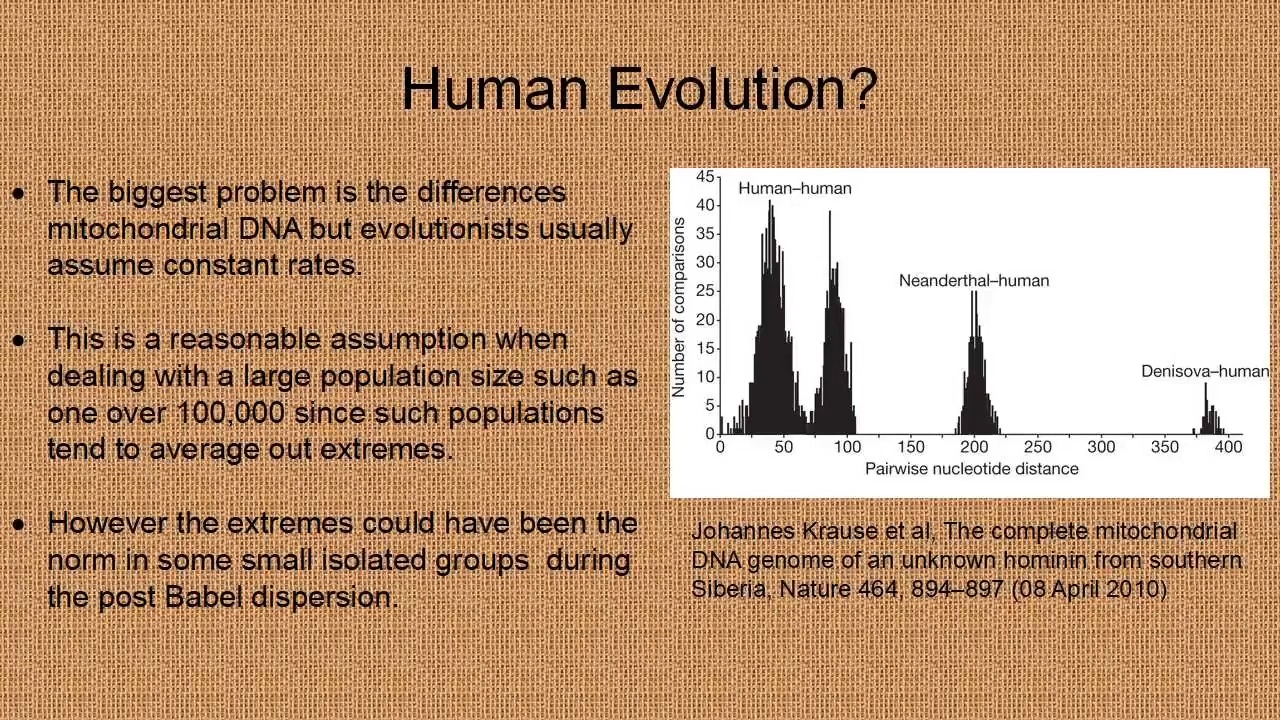 Human Evolution?
● The biggest problem is the differences
mitochondrial DNA but evolutionists usually
assume constant rates.
● This is a reasonable assumption when
dealing with a large population size such as
one over 100,000 since such populations
tend to average out extremes.
● However the extremes could have been the
norm in some small isolated groups during
the post Babel dispersion.
45
40
35
30
25
20
15
10
5
0
Number of comparisons
Human–human
Neanderthal–human
Denisova–human
0 50 100 150 200 250 300 350 400
Pairwise nucleotide distance
Johannes Krause et al, The complete mitochondrial
DNA genome of an unknown hominin from southern
Siberia, Nature 464, 894–897 (08 April 2010)